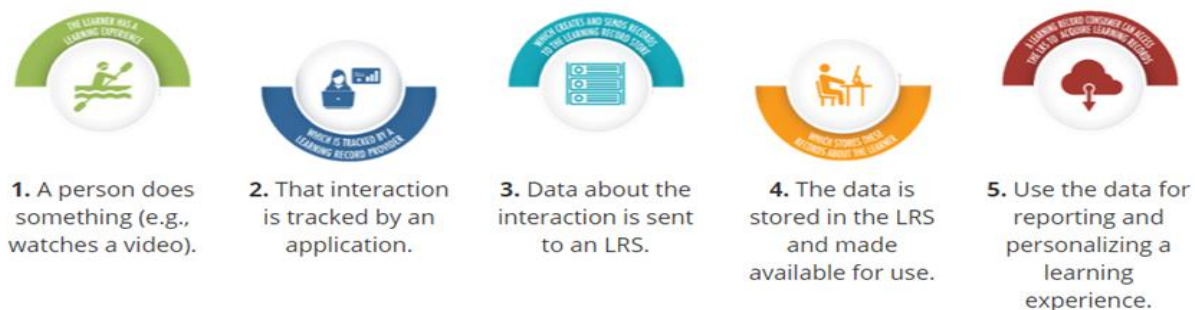 THE LEARNER HAS A
LEARNING EXPERIENCE
WHICH IS TRACKED BY A
LEARNING RECORD PROVIDER
WHICH CREATES AND SENDS RECORDS
TO THE LEARNING RECORD STORE
WHICH STORES THESE
RECORDS ABOUT THE LEARNER
A LEARNING RECORD CONSUMER CAN ACCESS
THE LRS TO ACQUIRE LEARNING RECORDS
1. A person does
something (e.g.,
watches a video).
2. That interaction
is tracked by an
application.
3. Data about the
interaction is sent
to an LRS.
4. The data is
stored in the LRS
and made
available for use.
5. Use the data for
reporting and
personalizing a
learning
experience.